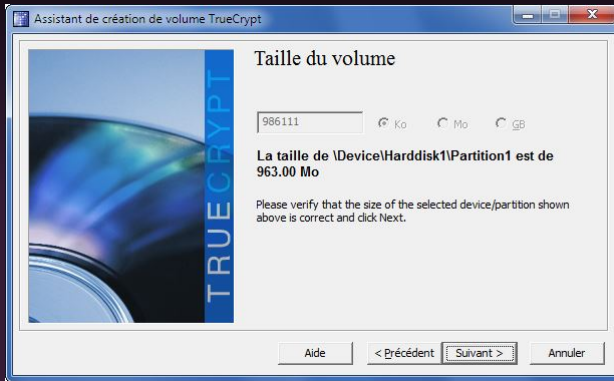 Assistant de création de volume TrueCrypt
TRUECRYPT
Taille du volume
986111 Ko Mo GB
La taille de \Device\Harddisk1\Partition1 est de
963.00 Mo
Please verify that the size of the selected device/partition shown
above is correct and click Next.
Aide < Précédent Suivant > Annuler